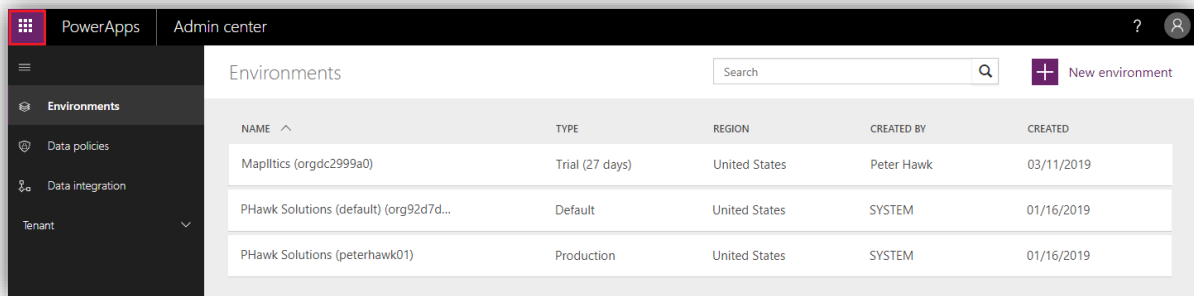 PowerApps Admin center ?
Environments
Search
New environment
Environments
Data policies
Data integration
Tenant
NAME TYPE REGION CREATED BY CREATED
Maplltics (orgdc2999a0) Trial (27 days) United States Peter Hawk 03/11/2019
PHawk Solutions (default) (org92d7d... Default United States SYSTEM 01/16/2019
PHawk Solutions (peterhawk01) Production United States SYSTEM 01/16/2019